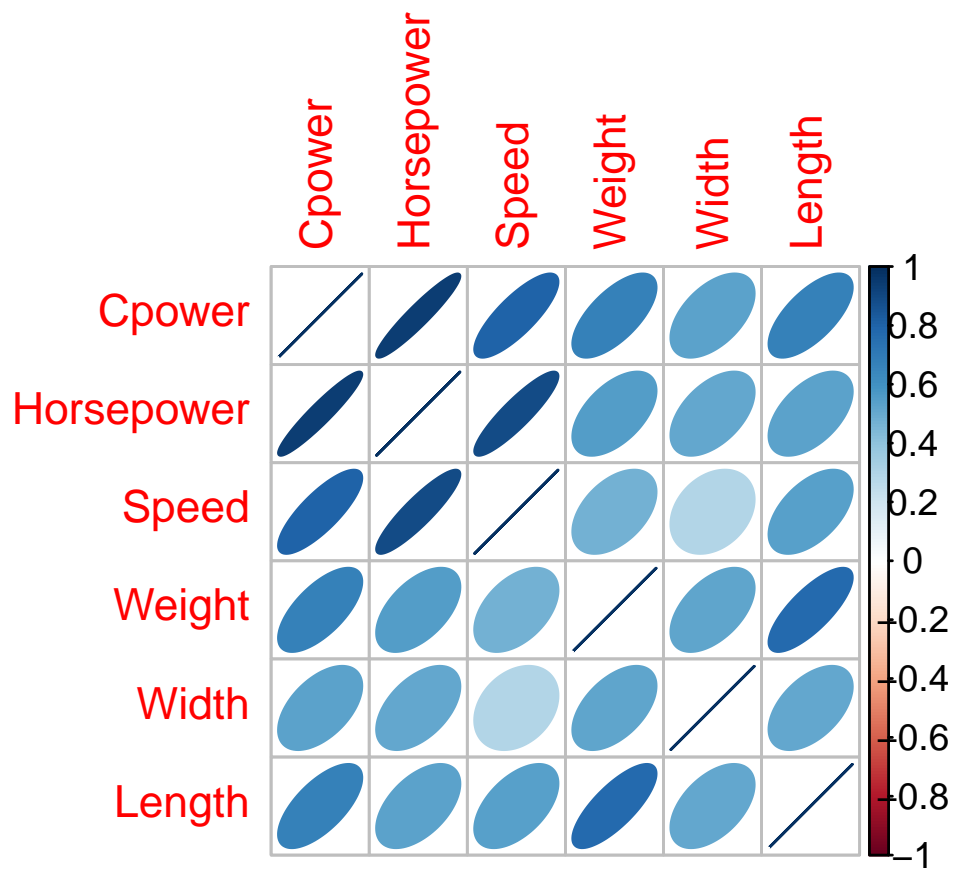 Cpower
Horsepower
Speed
Weight
Width
Length
Cpower
Horsepower
Speed
Weight
Width
Length
1
0.8
0.6
0.4
0.2
0
−0.2
−0.4
−0.6
−0.8
−1